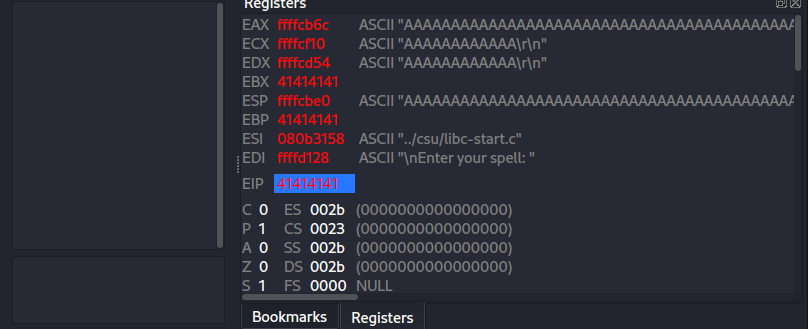 Registers
EAX ffffcb6c ASCII "AAAAAAAAAAAAAAAAAAAAAAAAAAAAAAAAAAAAAAAAAAA
ECX ffffcf10 ASCII "AAAAAAAAAAAA\r\n"
EDX ffffcd54 ASCII "AAAAAAAAAAAA\r\n"
EBX 41414141
ESP ffffcbe0 ASCII "AAAAAAAAAAAAAAAAAAAAAAAAAAAAAAAAAAAAAAAAAAA
EBP 41414141
ESI 080b3158 ASCII "../csu/libc-start.c"
EDI ffffd128 ASCII "\nEnter your spell: "
EIP 41414141
C 0 ES 002b (0000000000000000)
P 1 CS 0023 (0000000000000000)
A 0 SS 002b (0000000000000000)
Z 0 DS 002b (0000000000000000)
S 1 FS 0000 NULL
Bookmarks Registers